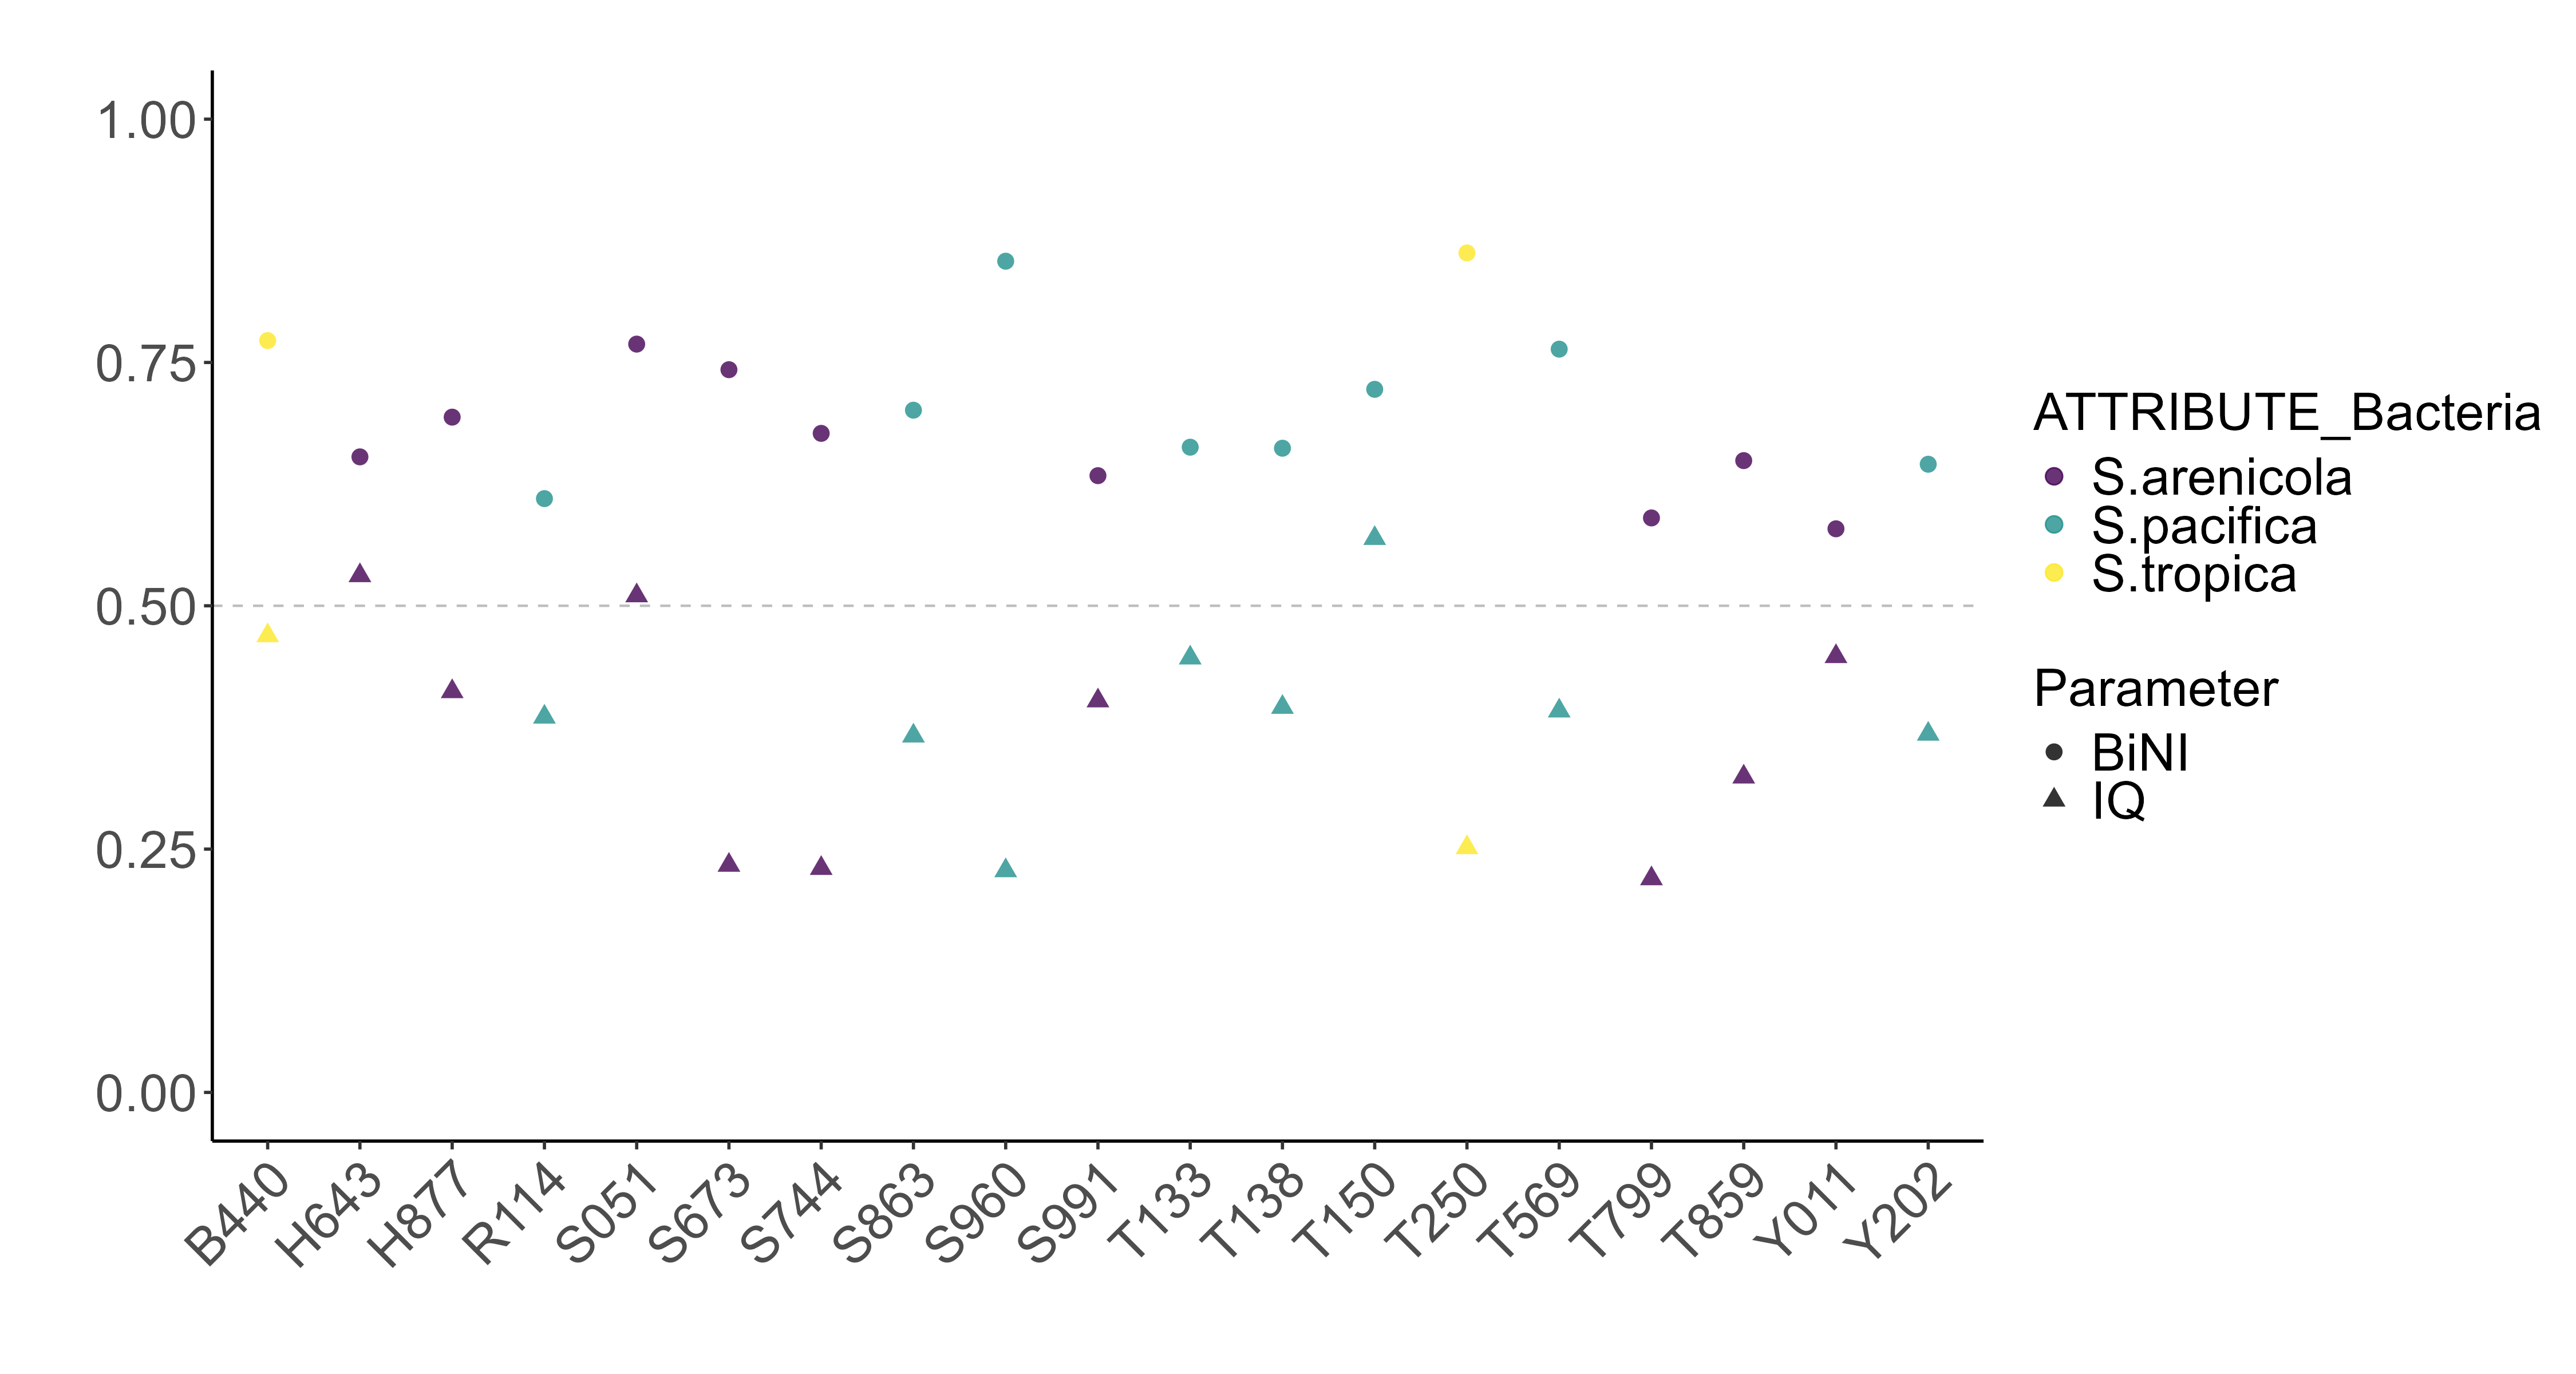 1.00
0.75
0.50
0.25
0.00
B440
H643
H877
R114
S051
S673
S744
S863
S960
S991
T133
T138
T150
T250
T569
T799
T859
Y011
Y202
ATTRIBUTE_Bacteria
S.arenicola
S.pacifica
S.tropica
Parameter
BiNI
IQ